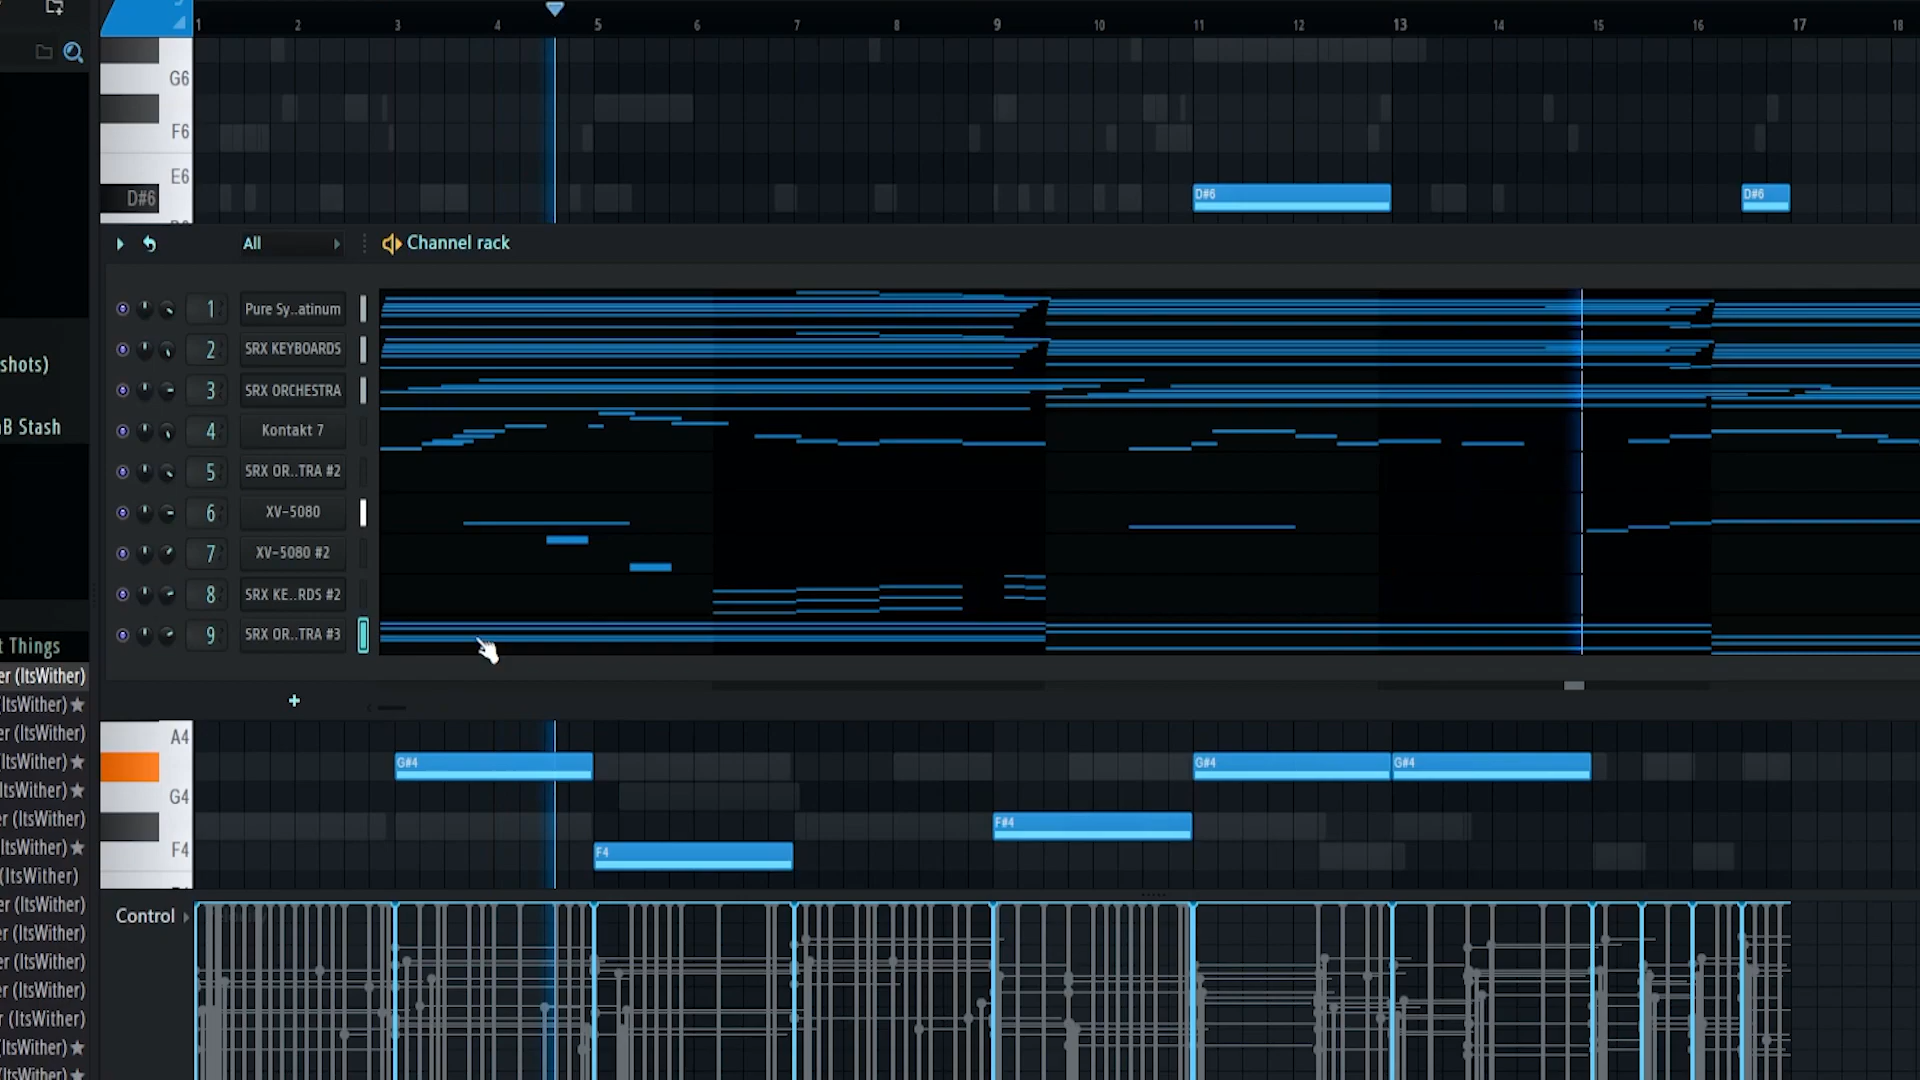 1 2 3 4 5 6 7 8 9 10 11 12 13 14 15 16 17 18
G6
F6
E6
D#6
D#6
D#6
All
Channel rack
1 Pure Sy..atinum
2 SRX KEYBOARDS
3 SRX ORCHESTRA
4 Kontakt 7
5 SRX OR..TRA #2
6 XV-5080
7 XV-5080 #2
8 SRX KE..RDS #2
9 SRX OR..TRA #3
+
shots)
B Stash
t Things
er (ItsWither)
(ItsWither) ★
er (ItsWither)
ItsWither) ★
ItsWither) ★
er (ItsWither)
ItsWither) ★
(ItsWither)
er (ItsWither)
er (ItsWither)
er (ItsWither)
er (ItsWither)
r (ItsWither)
(ItsWither) ★
ItsWither) ★
A4
G4
F4
G#4
F4
F#4
G#4
G#4
Control